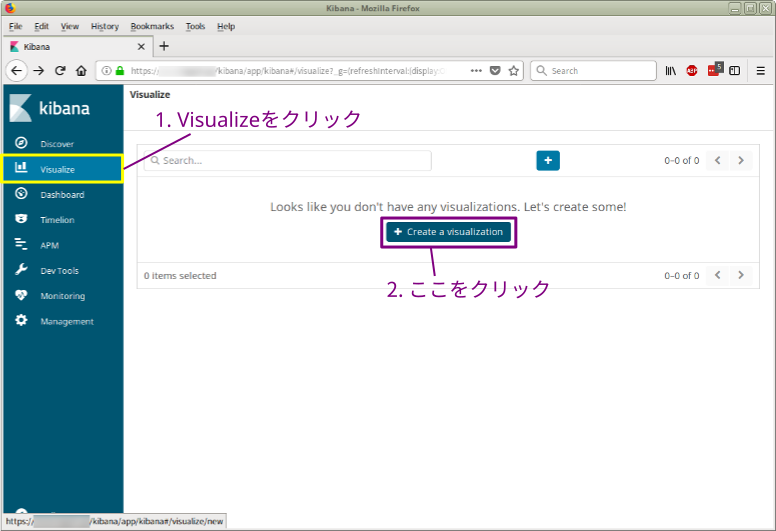 Kibana - Mozilla Firefox
File Edit View History Bookmarks Tools Help
Kibana
https:// /kibana/app/kibana#/visualize?_g=(refreshInterval:(display:
Search
ABP
5
kibana
Visualize
1. Visualizeをクリック
Discover
Visualize
Dashboard
Timelion
APM
Dev Tools
Monitoring
Management
Search...
0–0 of 0
Looks like you don't have any visualizations. Let's create some!
Create a visualization
2. ここをクリック
0 items selected
0–0 of 0
https:// /kibana/app/kibana#/visualize/new